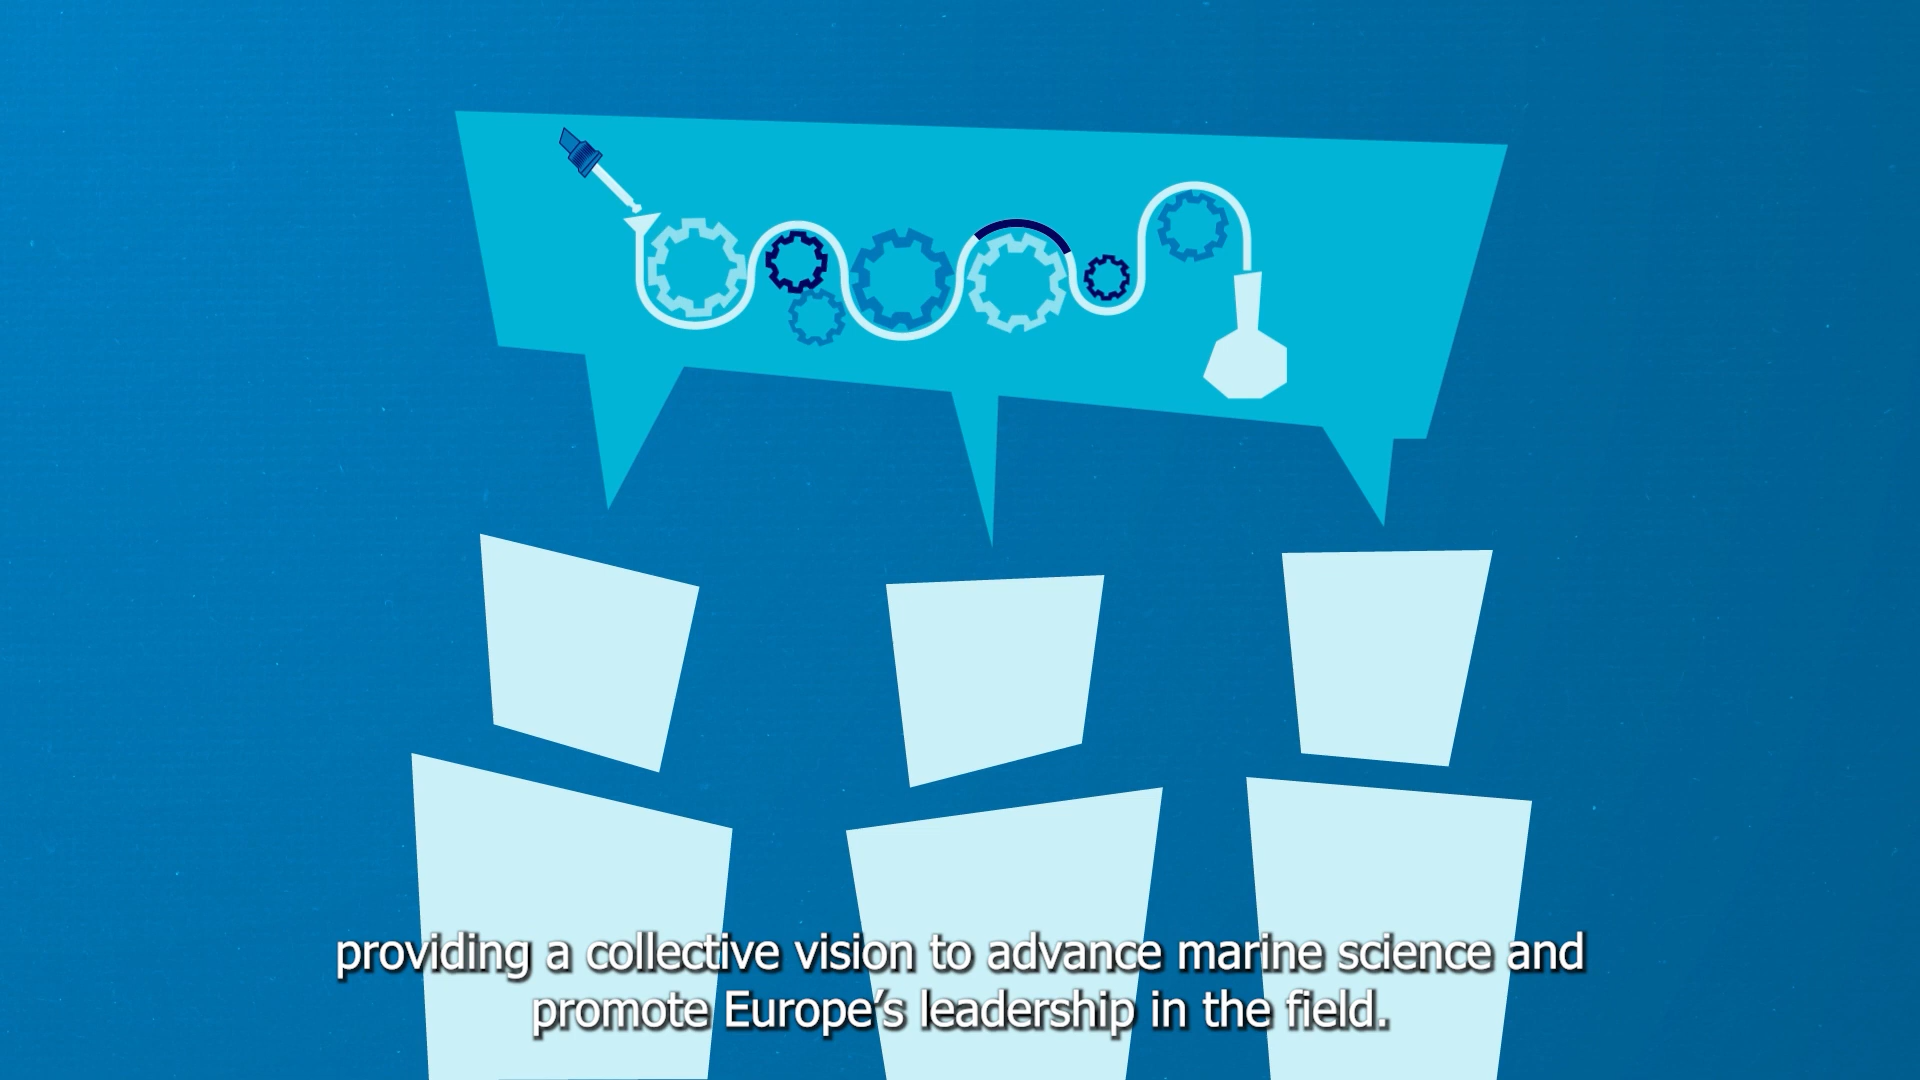 providing a collective vision to advance marine science and
promote Europe’s leadership in the field.